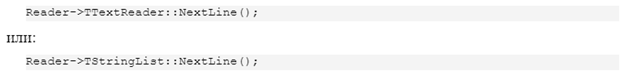 Reader->TTextReader::NextLine();
или:
Reader->TStringList::NextLine();